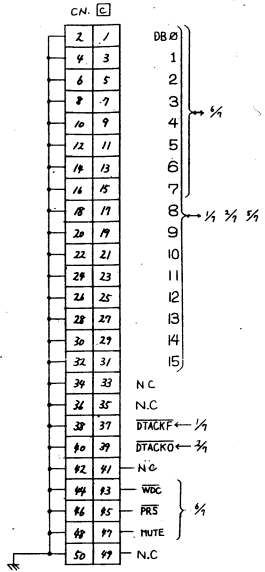 CN. C
2 1 DB0
4 3 1
6 5 2
8 7 3
6/7
10 9 4
12 11 5
14 13 6
16 15 7
18 17 8
1/7 3/7 5/7
20 19 9
22 21 10
24 23 11
26 25 12
28 27 13
30 29 14
32 31 15
34 33 NC
36 35 N.C
38 37 DTACKF ← 1/7
40 39 DTACK0 ← 3/7
42 41 NC
44 43 WDC
46 45 PRS
6/7
48 47 MUTE
50 49 N.C